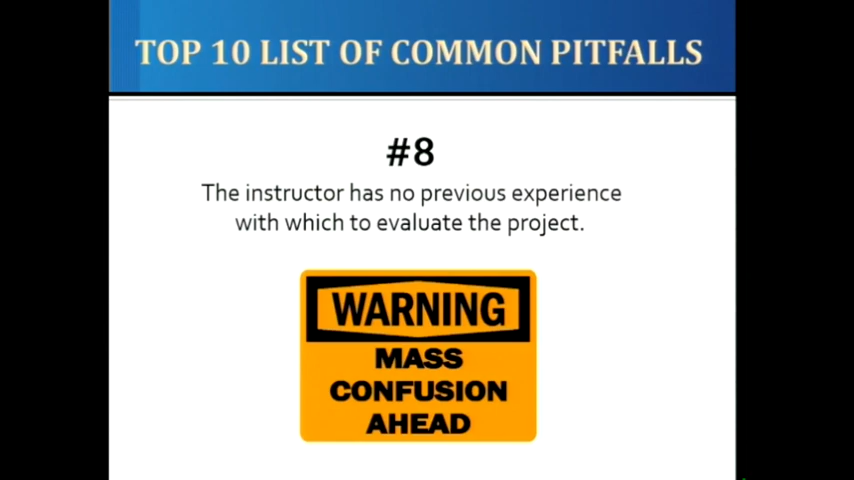 TOP 10 LIST OF COMMON PITFALLS
#8
The instructor has no previous experience
with which to evaluate the project.
WARNING
MASS
CONFUSION
AHEAD